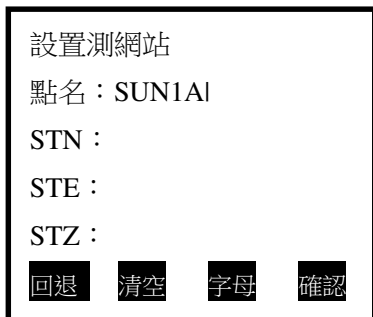 設置測網站
點名：SUN1A|
STN：
STE：
STZ：
回退 清空 字母 確認